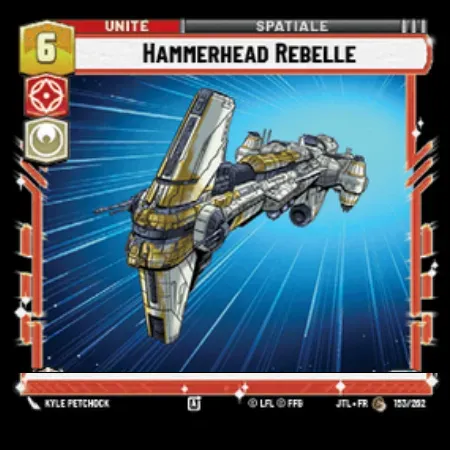 6
UNITE
SPATIALE
HAMMERHEAD REBELLE
KYLE PETCHOCK
© LFL © FFG
JTL • FR
153/262